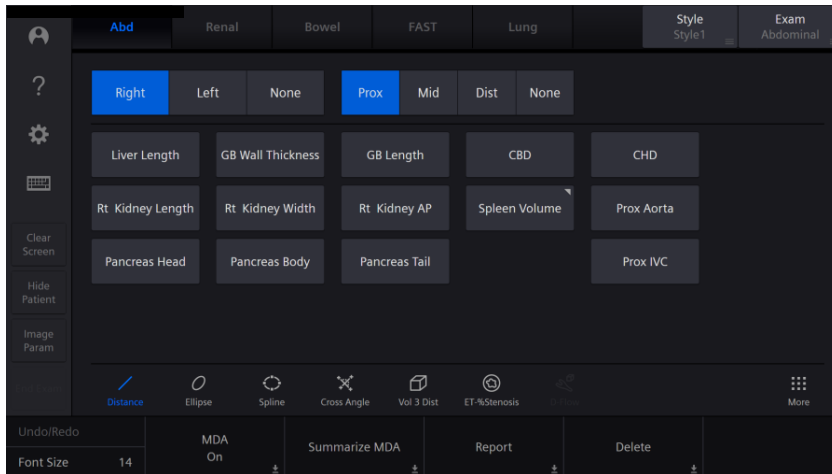 Abd Renal Bowel FAST Lung Style Exam
Style1 Abdominal
?
Right Left None Prox Mid Dist None
Liver Length GB Wall Thickness GB Length CBD CHD
Rt Kidney Length Rt Kidney Width Rt Kidney AP Spleen Volume Prox Aorta
Clear
Screen
Pancreas Head Pancreas Body Pancreas Tail Prox IVC
Hide
Patient
Image
Param
Distance Ellipse Spline Cross Angle Vol 3 Dist ET-%Stenosis More
Undo/Redo
MDA Summarize MDA Report Delete
On
Font Size 14